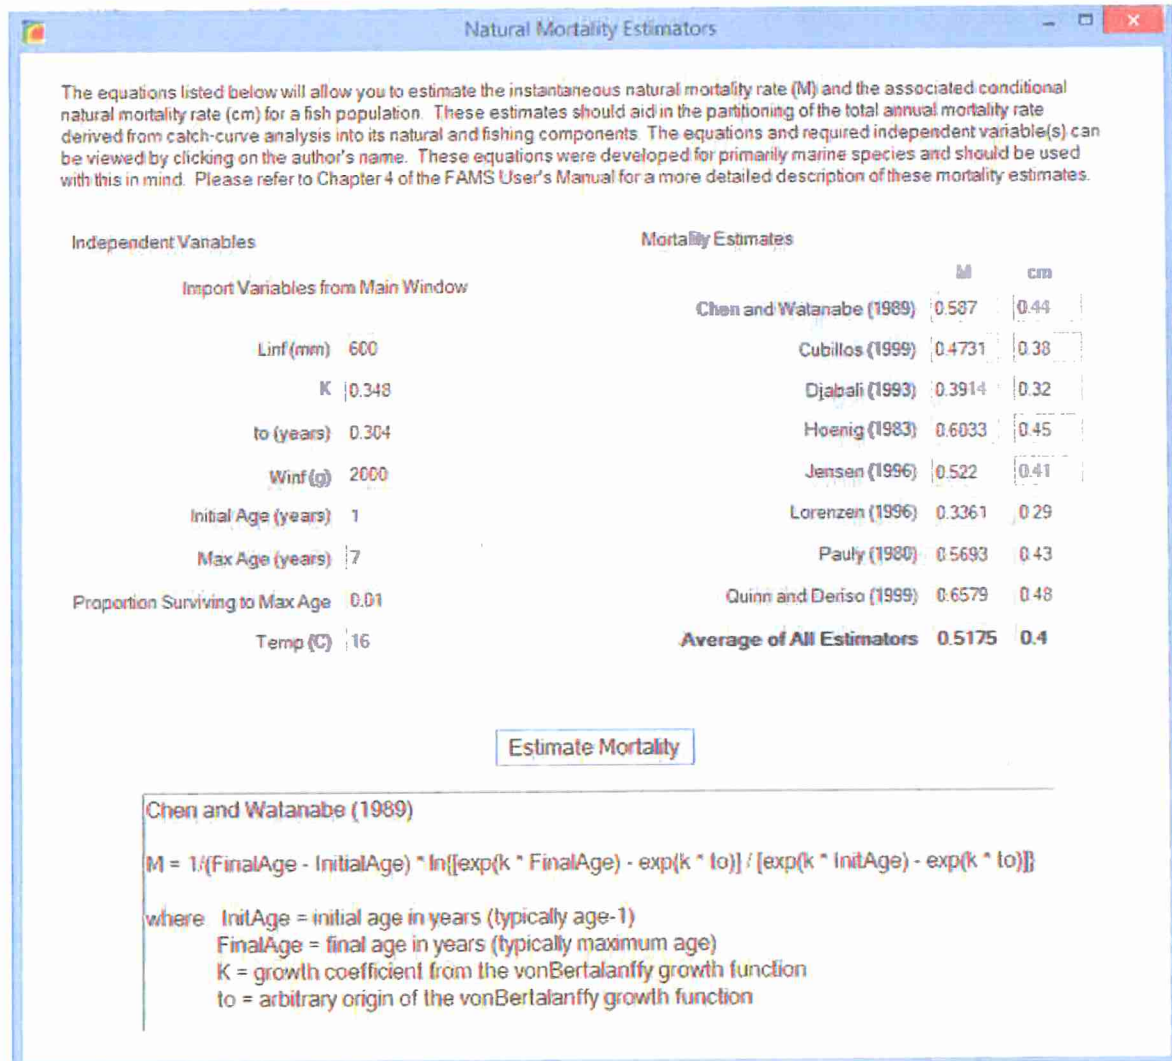 Natural Mortality Estimators
The equations listed below will allow you to estimate the instantaneous natural mortality rate (M) and the associated conditional
natural mortality rate (cm) for a fish population. These estimates should aid in the partitioning of the total annual mortality rate
derived from catch-curve analysis into its natural and fishing components. The equations and required independent variable(s) can
be viewed by clicking on the author's name. These equations were developed for primarily marine species and should be used
with this in mind. Please refer to Chapter 4 of the FAMS User's Manual for a more detailed description of these mortality estimates.
Independent Variables
Import Variables from Main Window
Linf (mm) 600
K 0.348
to (years) 0.304
Winf (g) 2000
Initial Age (years) 1
Max Age (years) 7
Proportion Surviving to Max Age 0.01
Temp (C) 16
Mortality Estimates
M cm
Chen and Watanabe (1989) 0.587 0.44
Cubillos (1999) 0.4731 0.38
Djabali (1993) 0.3914 0.32
Hoenig (1983) 0.6033 0.45
Jensen (1996) 0.522 0.41
Lorenzen (1996) 0.3361 0.29
Pauly (1980) 0.5693 0.43
Quinn and Deriso (1999) 0.6579 0.48
Average of All Estimators 0.5175 0.4
Estimate Mortality
Chen and Watanabe (1989)
M = 1/(FinalAge - InitialAge) * ln{[exp(k * FinalAge) - exp(k * to)] / [exp(k * InitAge) - exp(k * to)]}
where InitAge = initial age in years (typically age-1)
FinalAge = final age in years (typically maximum age)
K = growth coefficient from the vonBertalanffy growth function
to = arbitrary origin of the vonBertalanffy growth function